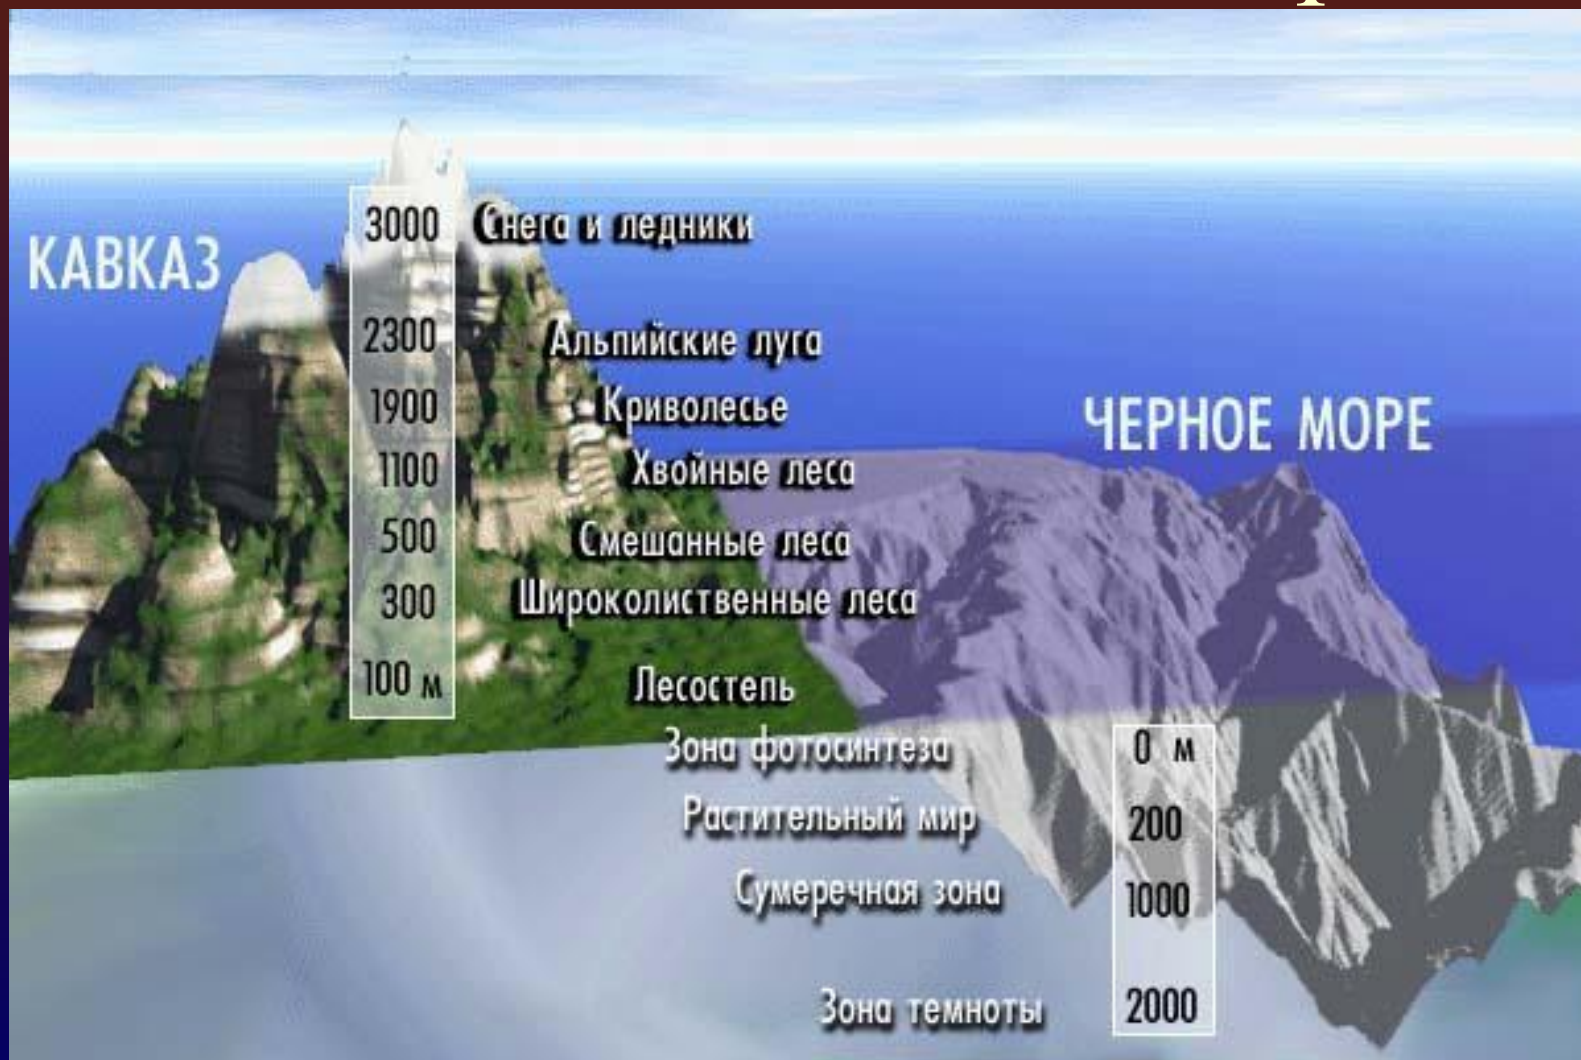 КАВКАЗ
3000 Снега и ледники
2300 Альпийские луга
1900 Криволесье
ЧЕРНОЕ МОРЕ
1100 Хвойные леса
500 Смешанные леса
300 Широколиственные леса
100 м Лесостепь
Зона фотосинтеза 0 м
Растительный мир 200
Сумеречная зона 1000
Зона темноты 2000